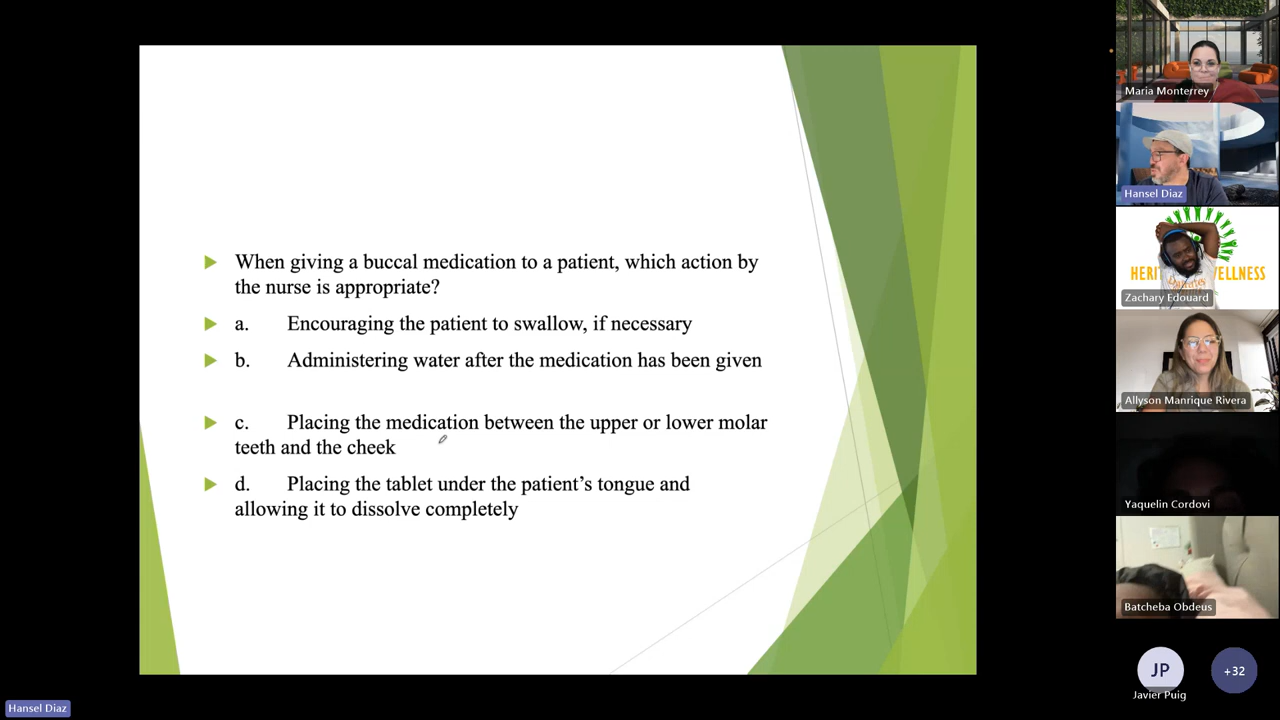 When giving a buccal medication to a patient, which action by
the nurse is appropriate?
a. Encouraging the patient to swallow, if necessary
b. Administering water after the medication has been given
c. Placing the medication between the upper or lower molar
teeth and the cheek
d. Placing the tablet under the patient's tongue and
allowing it to dissolve completely
Maria Monterrey
Hansel Diaz
Zachary Edouard
Allyson Manrique Rivera
Yaquelin Cordovi
Batcheba Obdeus
JP
+32
Javier Puig
Hansel Diaz